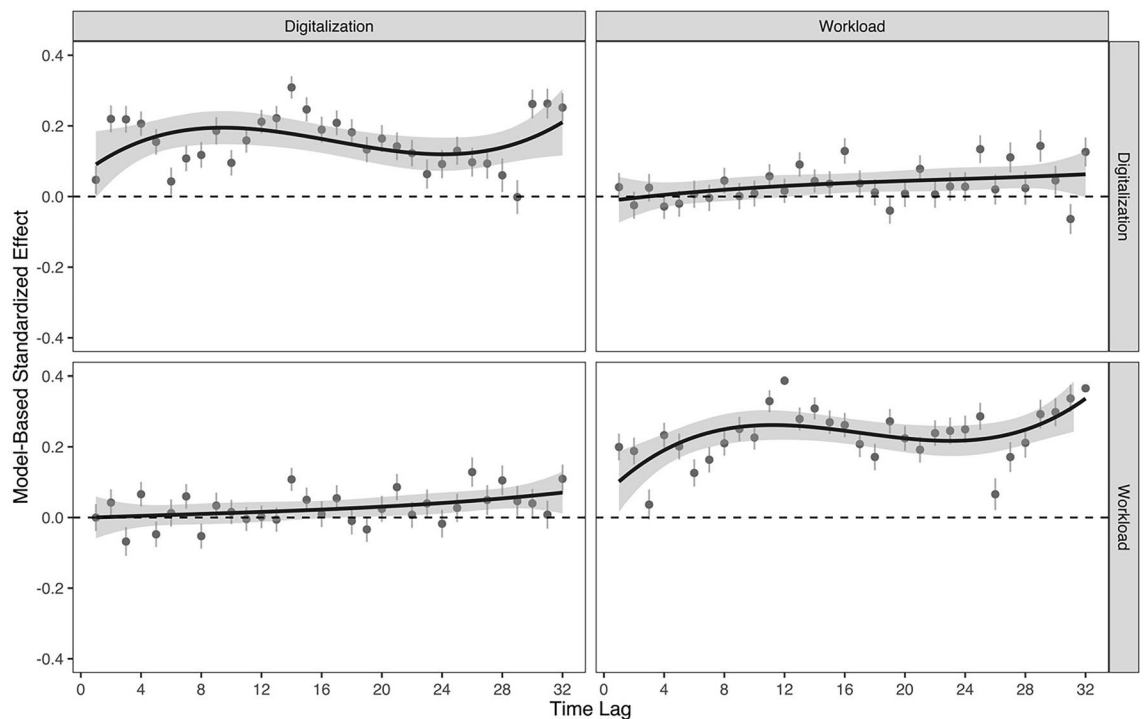 Digitalization
Workload
0.4
0.2
0.0
-0.2
-0.4
Digitalization
Model-Based Standardized Effect
0.4
0.2
0.0
0.2
-0.4
Workload
0 4 8 12 16 20 24 28 32
0 4 8 12 16 20 24 28 32
Time Lag